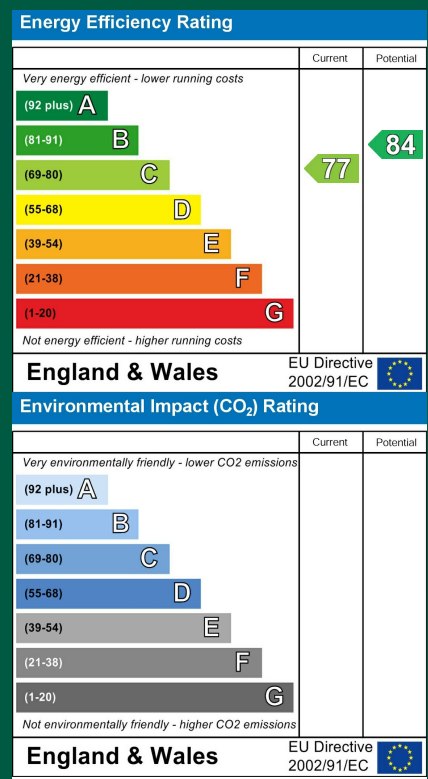 Energy Efficiency Rating
Current Potential
Very energy efficient - lower running costs
(92 plus) A
(81-91) B
84
(69-80) C
77
(55-68) D
(39-54) E
(21-38) F
(1-20) G
Not energy efficient - higher running costs
England & Wales
EU Directive
2002/91/EC
Environmental Impact (CO₂) Rating
Current Potential
Very environmentally friendly - lower CO2 emissions
(92 plus) A
(81-91) B
(69-80) C
(55-68) D
(39-54) E
(21-38) F
(1-20) G
Not environmentally friendly - higher CO2 emissions
England & Wales
EU Directive
2002/91/EC